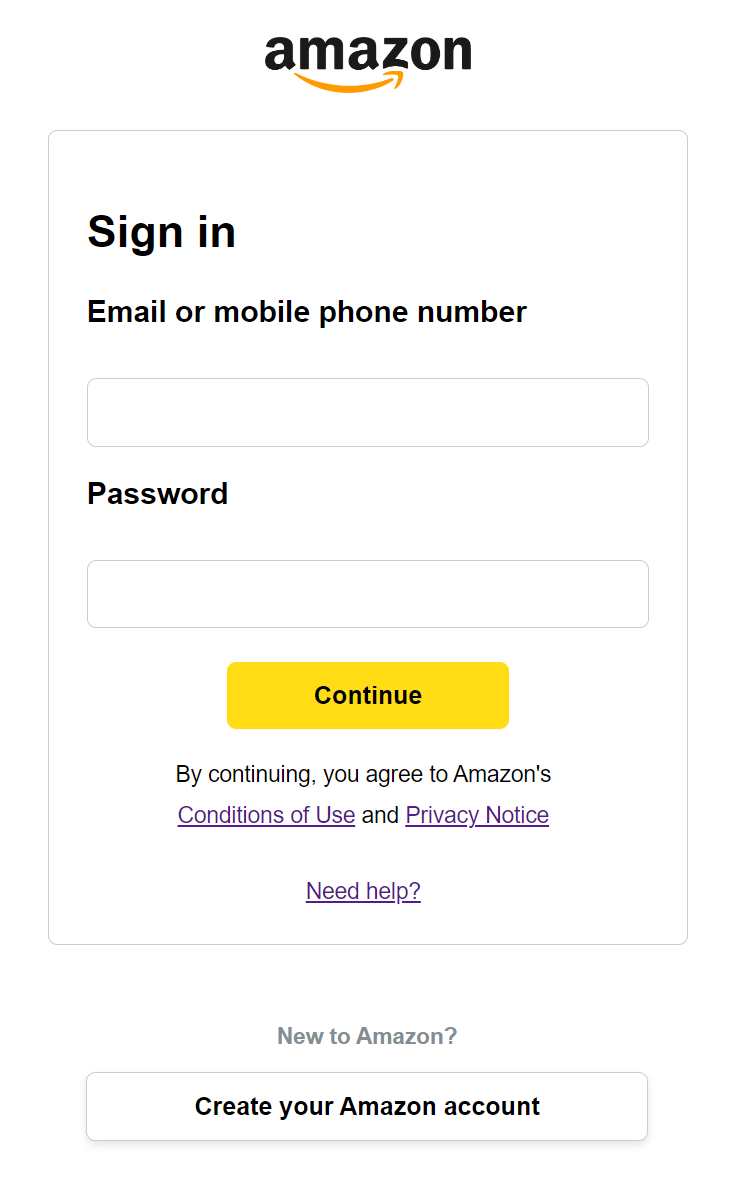 amazon
Sign in
Email or mobile phone number
Password
Continue
By continuing, you agree to Amazon's
Conditions of Use and Privacy Notice
Need help?
New to Amazon?
Create your Amazon account